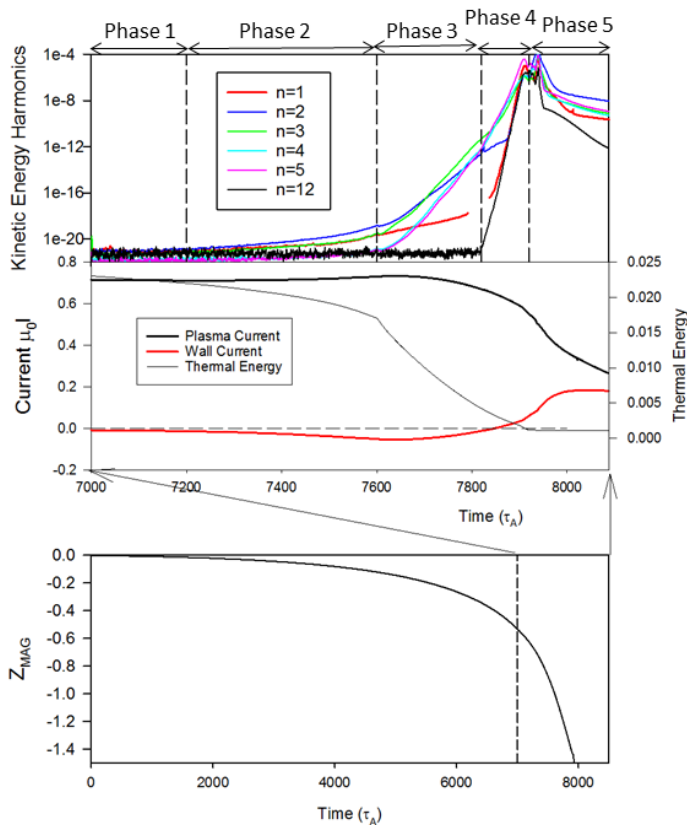 Phase 1 Phase 2 Phase 3 Phase 4 Phase 5
Kinetic Energy Harmonics
1e-4
1e-8
1e-12
1e-16
1e-20
n=1
n=2
n=3
n=4
n=5
n=12
Current μ₀I
0.8
0.6
0.4
0.2
0.0
-0.2
Plasma Current
Wall Current
Thermal Energy
0.025
0.020
0.015
0.010
0.005
0.000
Thermal Energy
7000 7200 7400 7600 7800 8000
Time (τ_A)
Z_MAG
0.0
-0.2
-0.4
-0.6
-0.8
-1.0
-1.2
-1.4
0 2000 4000 6000 8000
Time (τ_A)